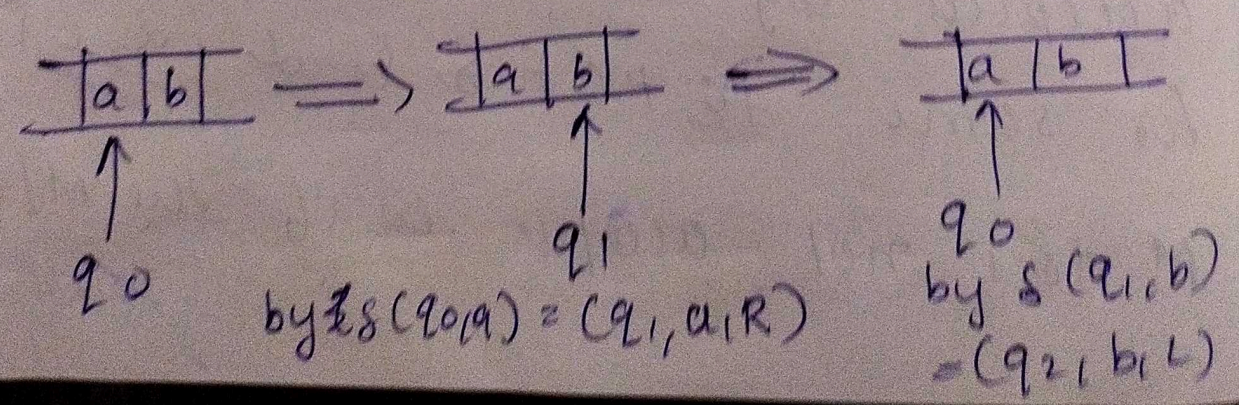 a b ⇒ a b ⇒ a b
q0 q1 q0
by δ(q0,a) = (q1,a,R)
by δ(q1,b)
=(q2,b,L)